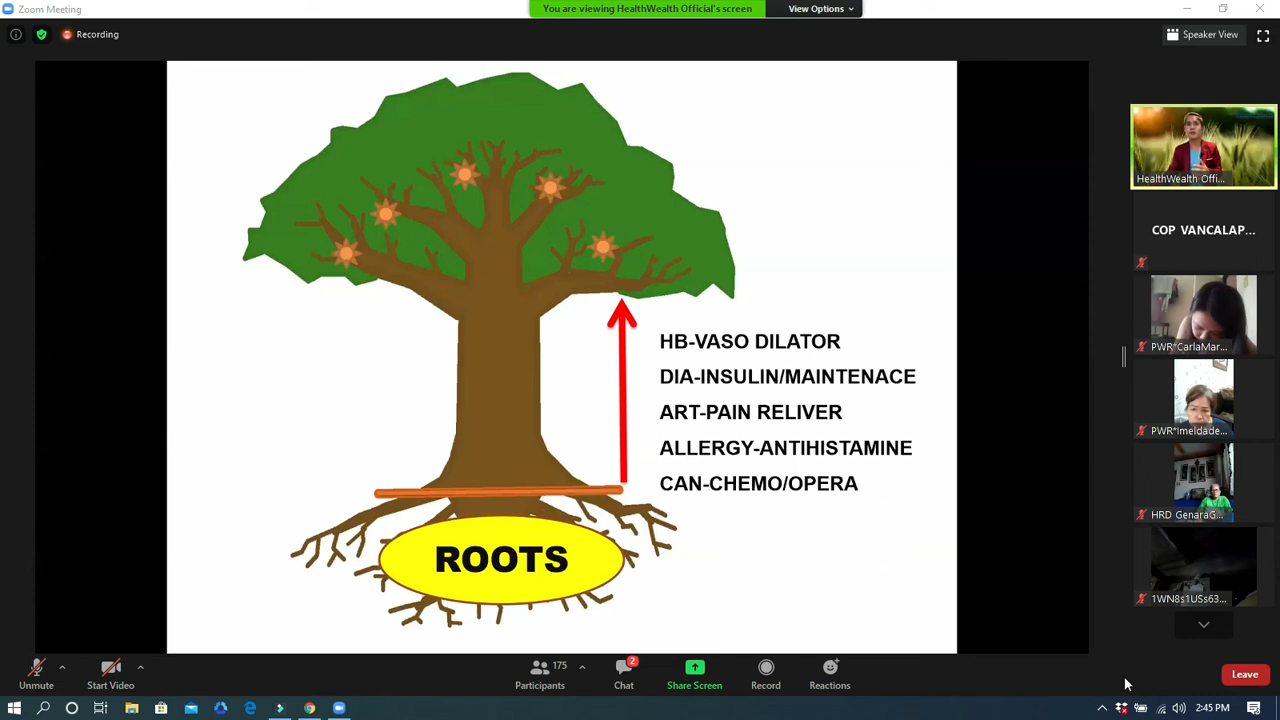 Zoom Meeting
You are viewing HealthWealth Official's screen
View Options
Recording
Speaker View
HB-VASO DILATOR
DIA-INSULIN/MAINTENACE
ART-PAIN RELIVER
ALLERGY-ANTIHISTAMINE
CAN-CHEMO/OPERA
ROOTS
HealthWealth Offi...
COP VANCALAP...
PWR*CarlaMar...
PWR*Imeldade...
HRD GenaraG...
1WN8s1USs63...
Unmute
Start Video
175
Participants
2
Chat
Share Screen
Record
Reactions
Leave
2:45 PM